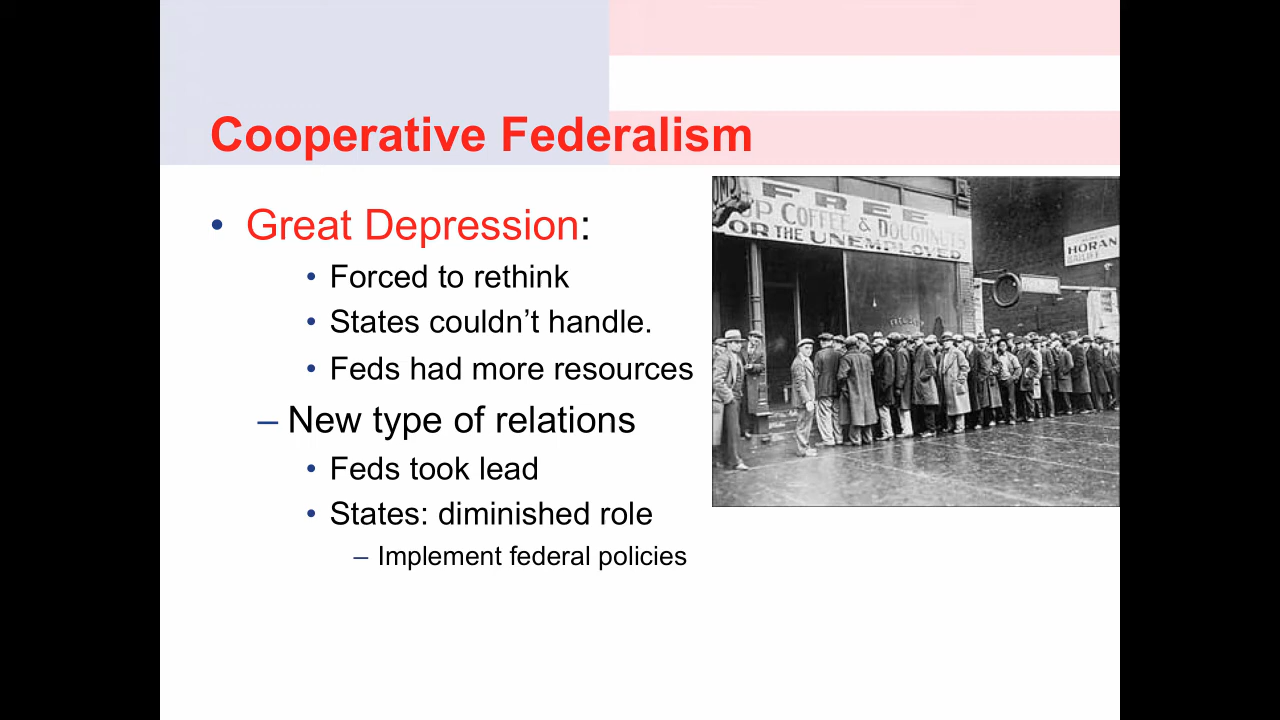 Cooperative Federalism
• Great Depression:
• Forced to rethink
• States couldn’t handle.
• Feds had more resources
– New type of relations
• Feds took lead
• States: diminished role
– Implement federal policies
FREE
COFFEE & DOUGHNUTS
FOR THE UNEMPLOYED
HORAN